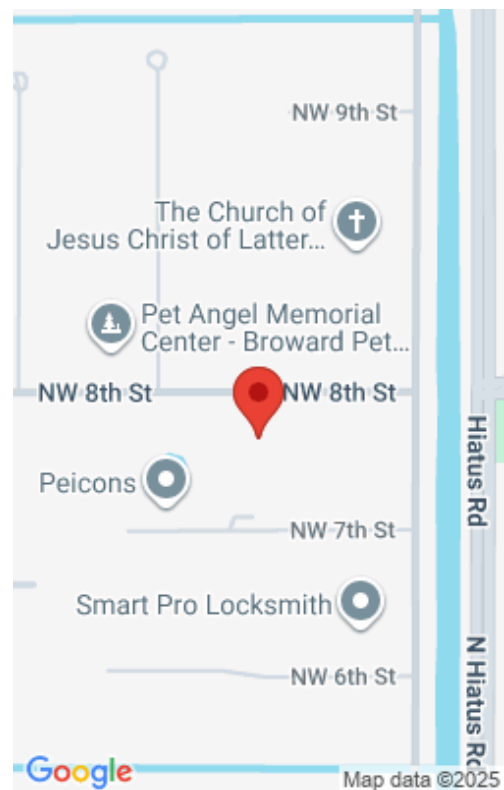 NW 9th St
The Church of
Jesus Christ of Latter...
Pet Angel Memorial
Center - Broward Pet...
NW 8th St
NW 8th St
Hiatus Rd
Peicons
NW 7th St
Smart Pro Locksmith
N Hiatus Rd
NW 6th St
Google
Map data ©2025